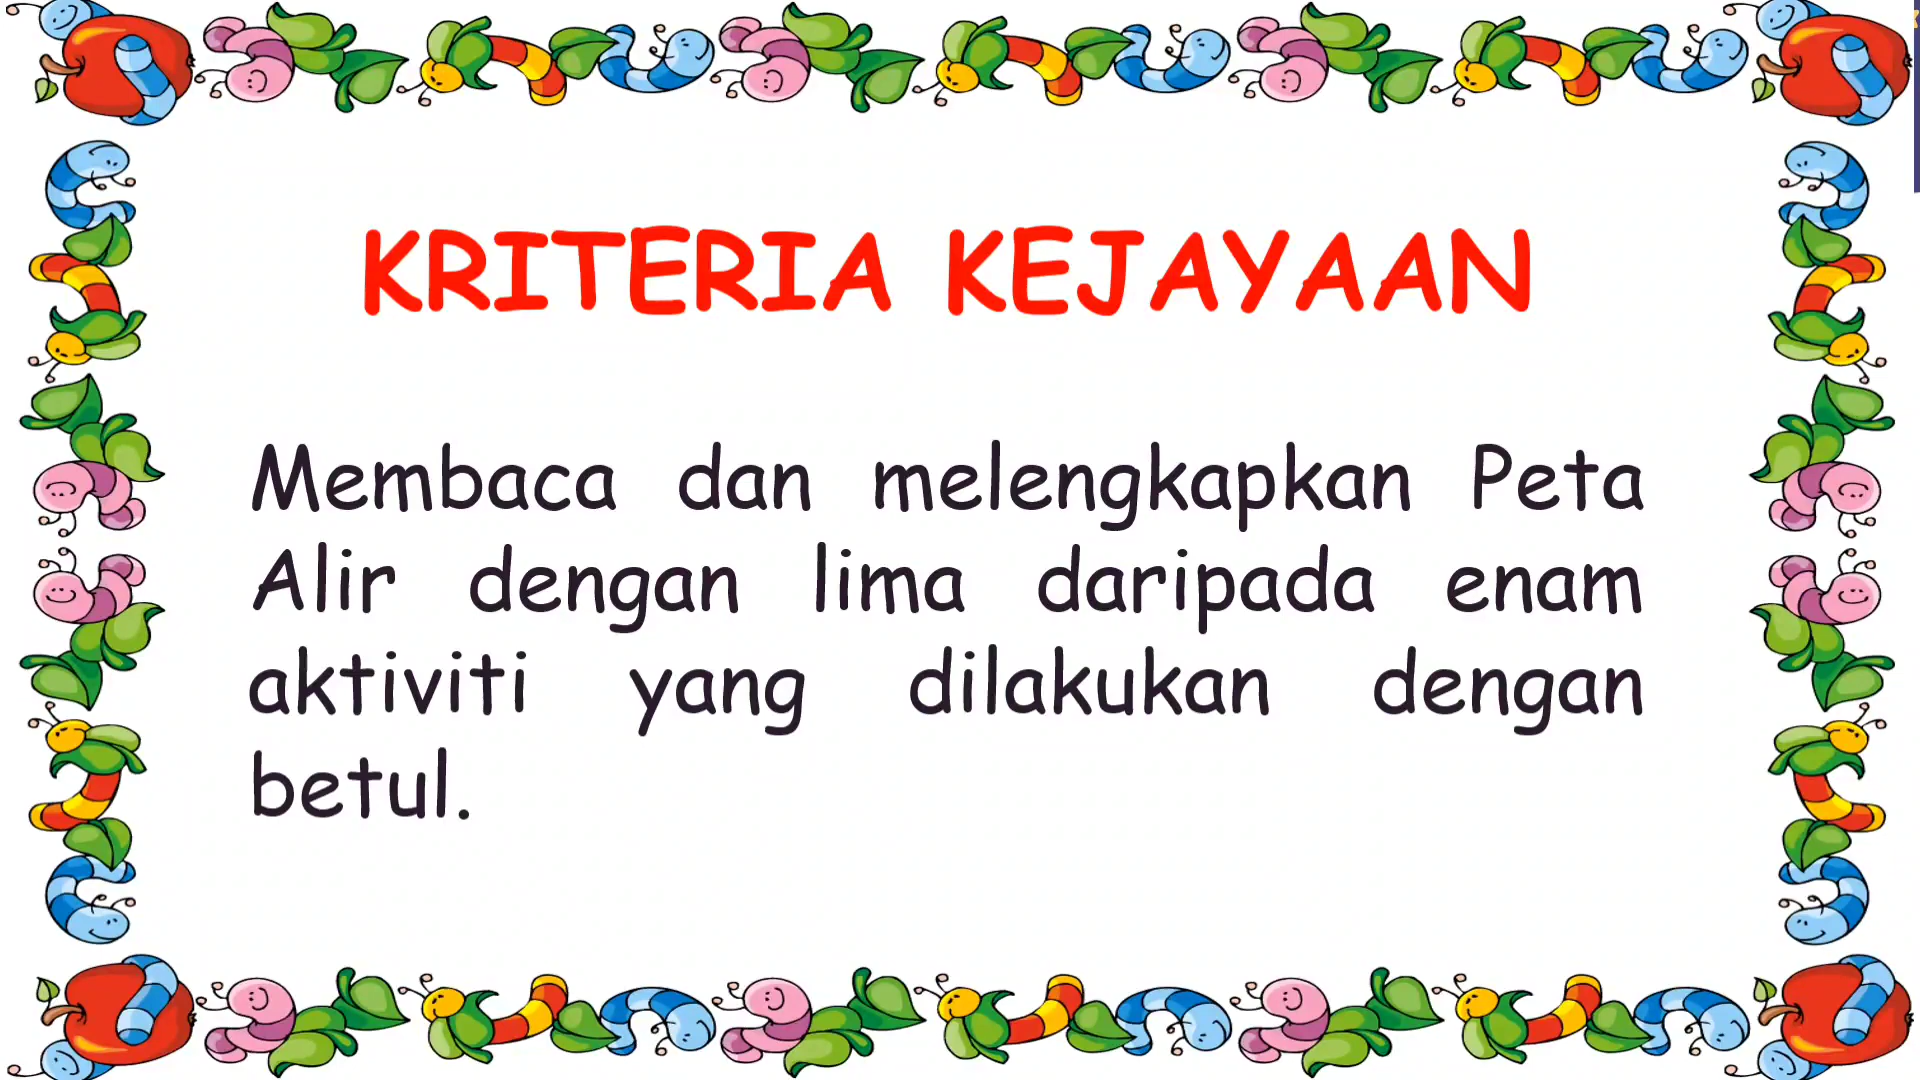 KRITERIA KEJAYAAN
Membaca dan melengkapkan Peta
Alir dengan lima daripada enam
aktiviti yang dilakukan dengan
betul.